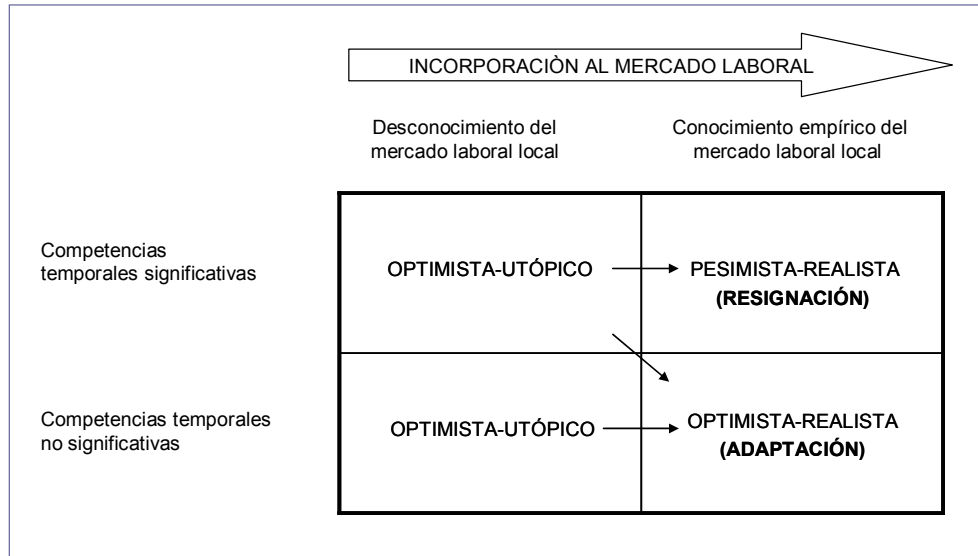 INCORPORACIÒN AL MERCADO LABORAL
Desconocimiento del
mercado laboral local
Conocimiento empírico del
mercado laboral local
Competencias
temporales significativas
OPTIMISTA-UTÓPICO
PESIMISTA-REALISTA
(RESIGNACIÓN)
Competencias temporales
no significativas
OPTIMISTA-UTÓPICO
OPTIMISTA-REALISTA
(ADAPTACIÓN)